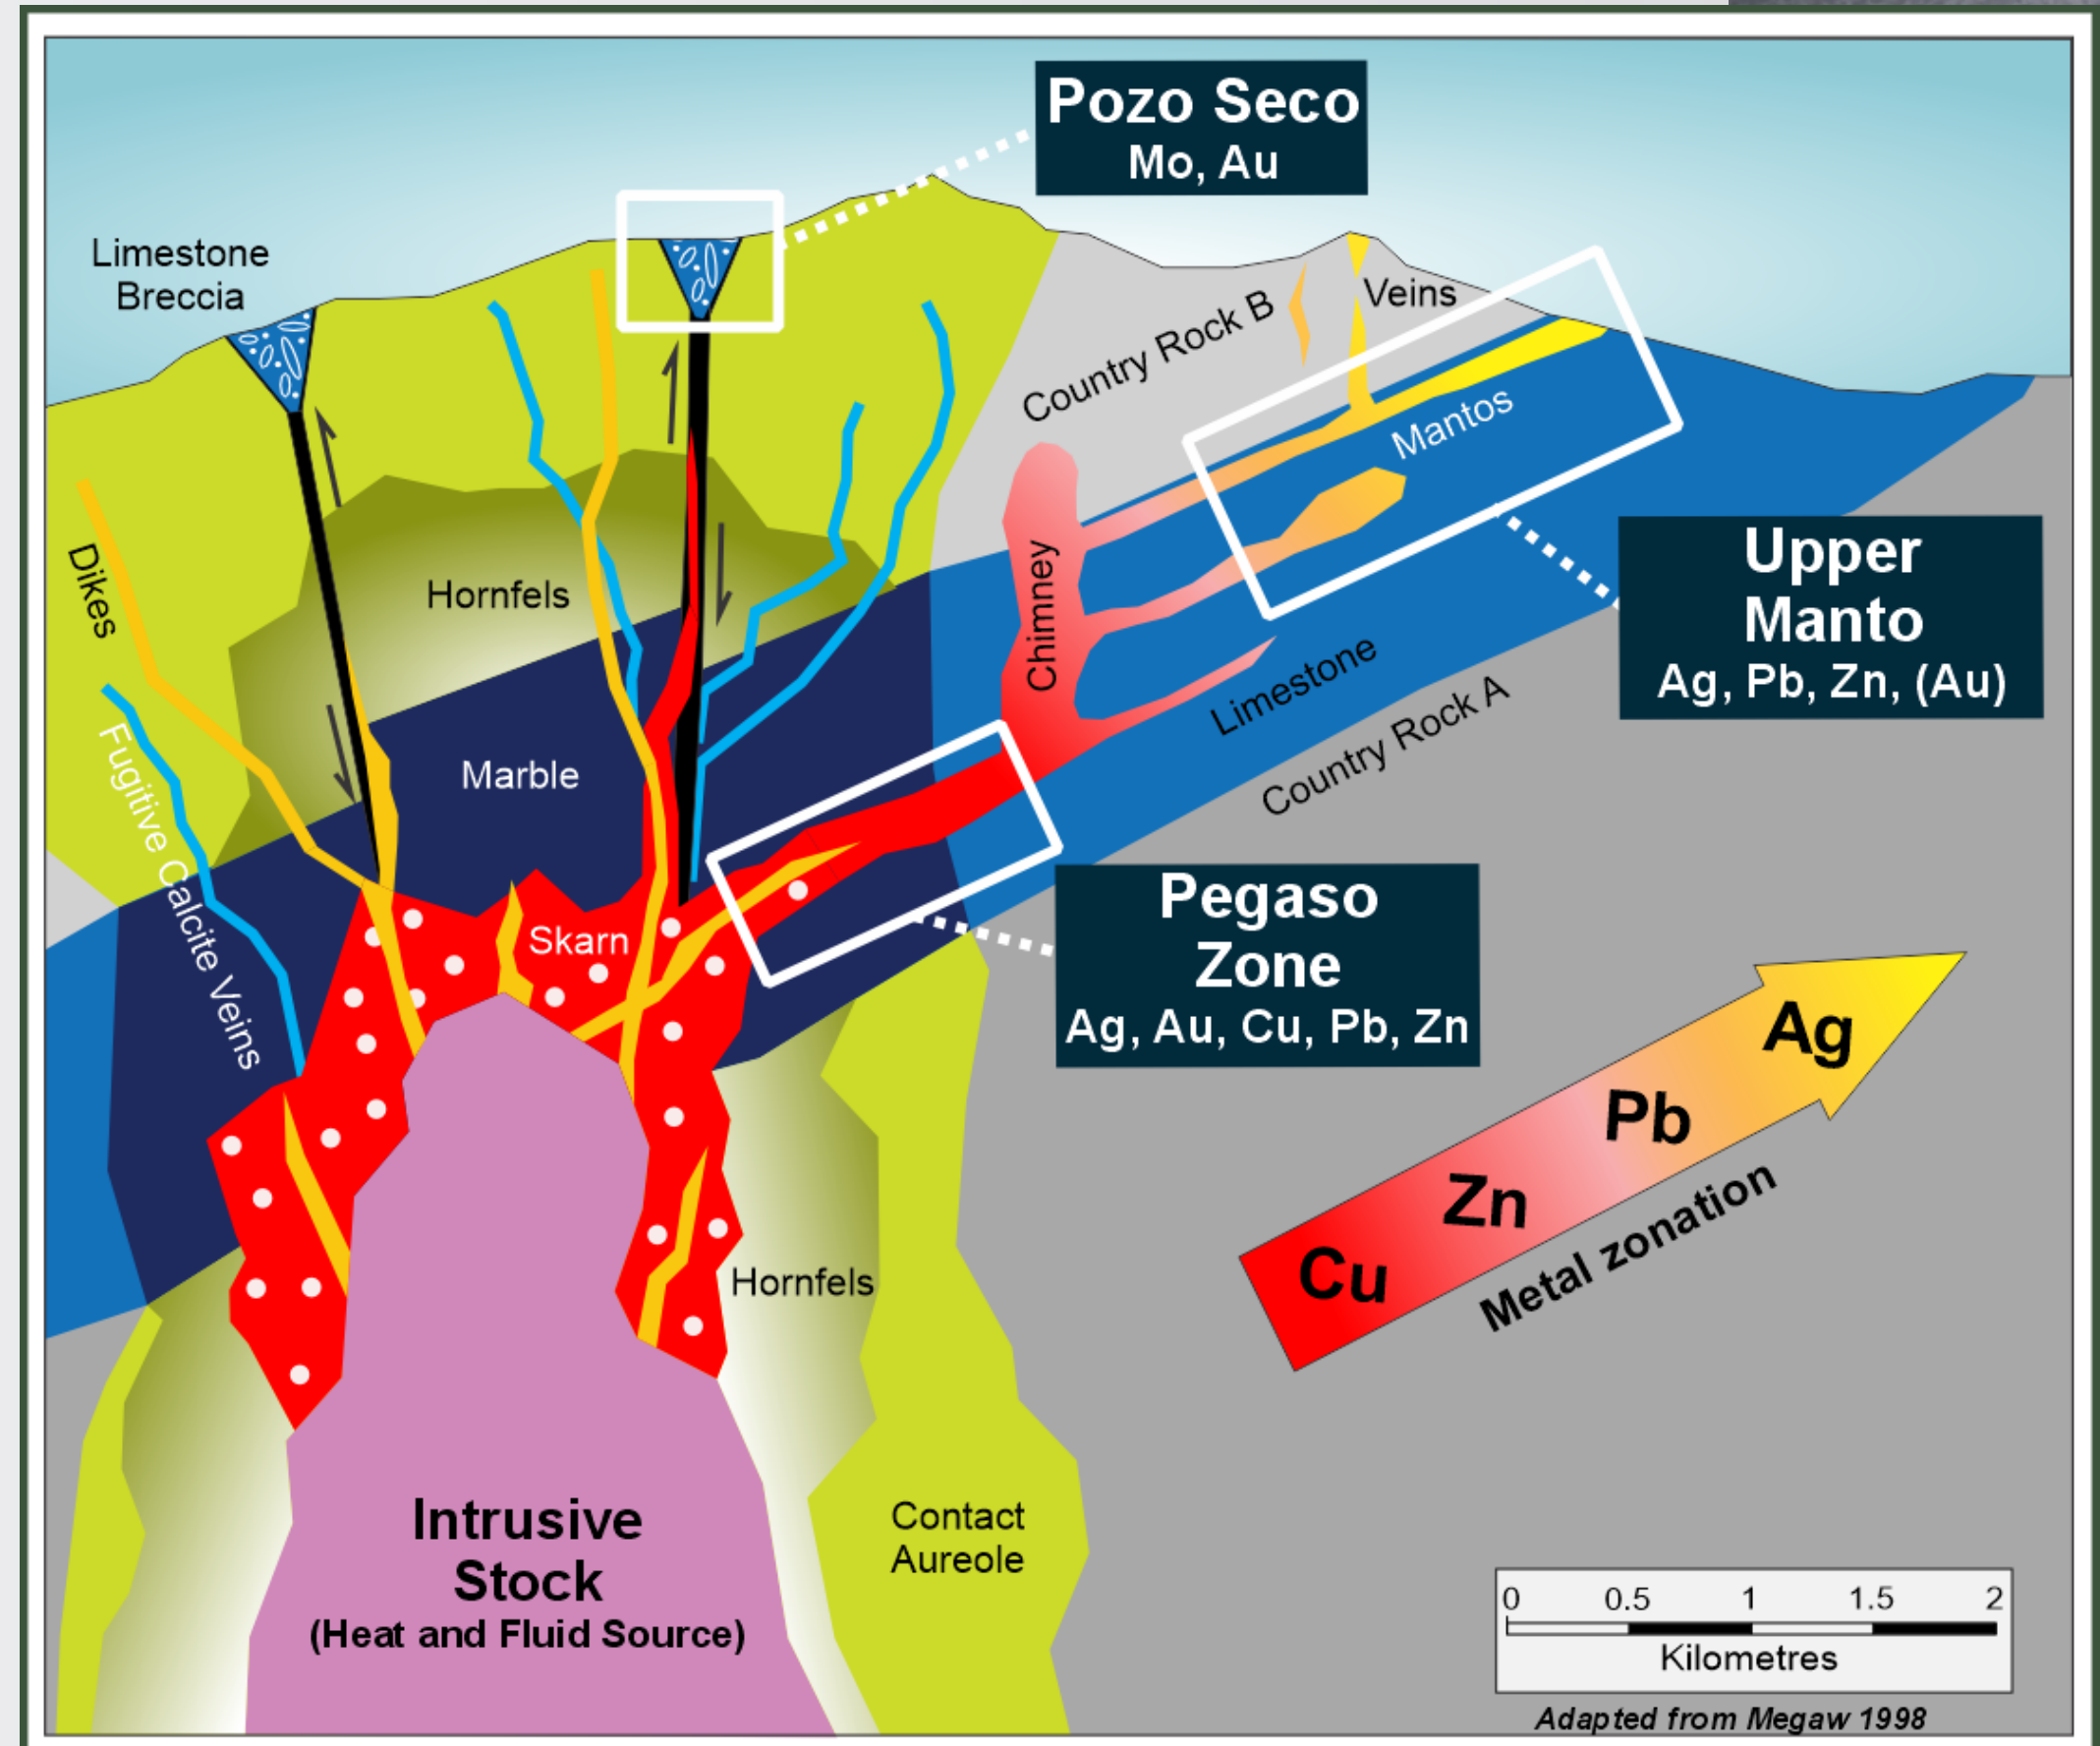 Pozo Seco
Mo, Au
Limestone
Breccia
Veins
Country Rock B
Mantos
Upper
Manto
Ag, Pb, Zn, (Au)
Dikes
Hornfels
Chimney
Limestone
Country Rock A
Marble
Fugitive Calcite Veins
Skarn
Pegaso
Zone
Ag, Au, Cu, Pb, Zn
Ag
Pb
Zn
Cu
Metal zonation
Hornfels
Intrusive
Stock
(Heat and Fluid Source)
Contact
Aureole
0 0.5 1 1.5 2
Kilometres
Adapted from Megaw 1998